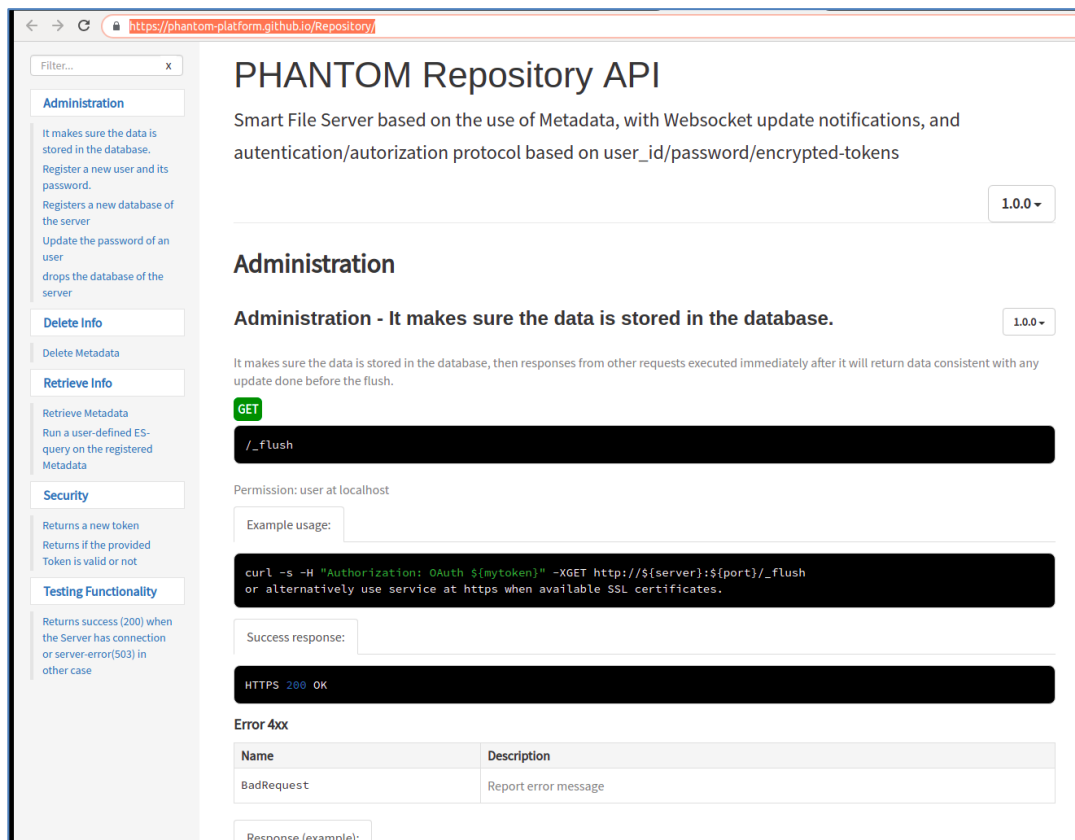 https://phantom-platform.github.io/Repository/
Filter...
x
Administration
It makes sure the data is
stored in the database.
Register a new user and its
password.
Registers a new database of
the server
Update the password of an
user
drops the database of the
server
Delete Info
Delete Metadata
Retrieve Info
Retrieve Metadata
Run a user-defined ES-
query on the registered
Metadata
Security
Returns a new token
Returns if the provided
Token is valid or not
Testing Functionality
Returns success (200) when
the Server has connection
or server-error(503) in
other case
PHANTOM Repository API
Smart File Server based on the use of Metadata, with Websocket update notifications, and
autentication/autorization protocol based on user_id/password/encrypted-tokens
1.0.0
Administration
Administration - It makes sure the data is stored in the database.
1.0.0
It makes sure the data is stored in the database, then responses from other requests executed immediately after it will return data consistent with any
update done before the flush.
GET
/_flush
Permission: user at localhost
Example usage:
curl -s -H "Authorization: OAuth ${mytoken}" -XGET http://${server}:${port}/_flush
or alternatively use service at https when available SSL certificates.
Success response:
HTTPS 200 OK
Error 4xx
Name Description
BadRequest Report error message
Response (example):